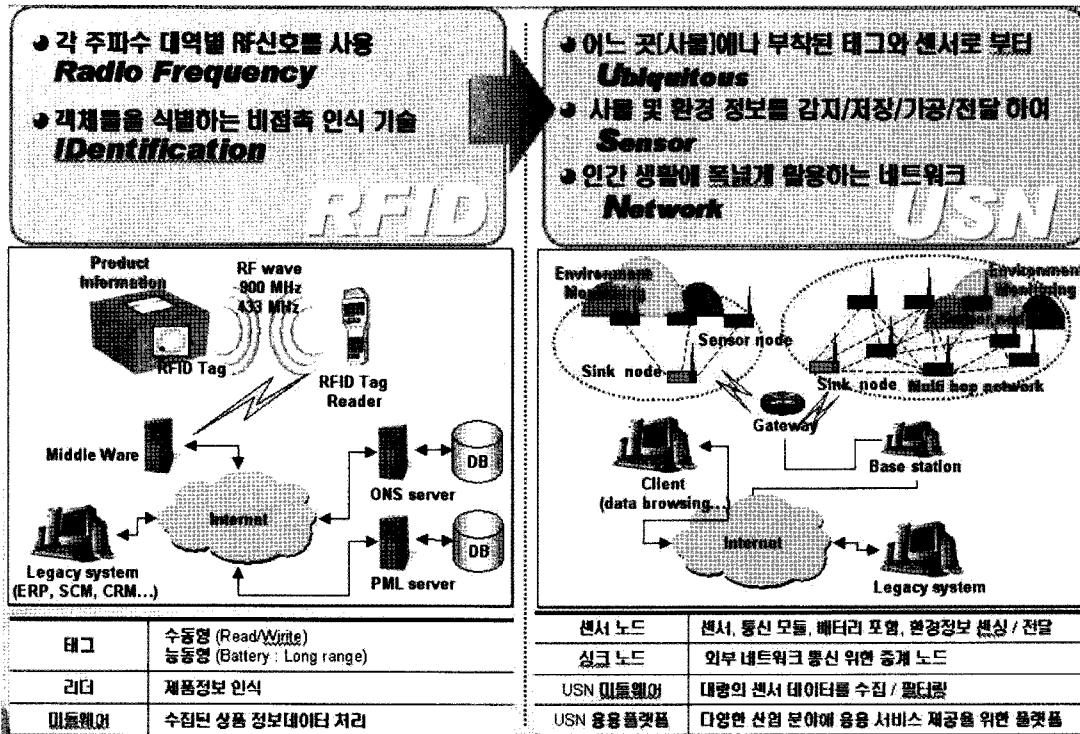 각 주파수 대역별 RF신호를 사용
Radio Frequency
객체들을 식별하는 비접촉 인식 기술
IDentification
RFID
어느 곳[사물]에나 부착된 태그와 센서로 부터
Ubiquitous
사물 및 환경 정보를 감지/저장/가공/전달 하여
Sensor
인간 생활에 폭넓게 활용하는 네트워크
Network
USN
Product
Information
RF wave
900 MHz
433 MHz
RFID Tag
RFID Tag
Reader
Middle Ware
Internet
ONS server
DB
PML server
DB
Legacy system
(ERP, SCM, CRM...)
Environment
Monitoring
Sensor node
Sink node
Environment
Monitoring
Sensor node
Sink node
Multi hop network
Gateway
Base station
Client
(data browsing...)
Internet
Legacy system
태그
수동형 (Read/Wirite)
능동형 (Battery : Long range)
리더
제품정보 인식
미들웨어
수집된 상품 정보데이터 처리
센서 노드
센서, 통신 모듈, 배터리 포함, 환경정보 센싱 / 전달
싱크 노드
외부 네트워크 통신 위한 중계 노드
USN 미들웨어
대량의 센서 데이터를 수집 / 필터링
USN 응용플랫폼
다양한 산업 분야에 응용 서비스 제공을 위한 플랫폼